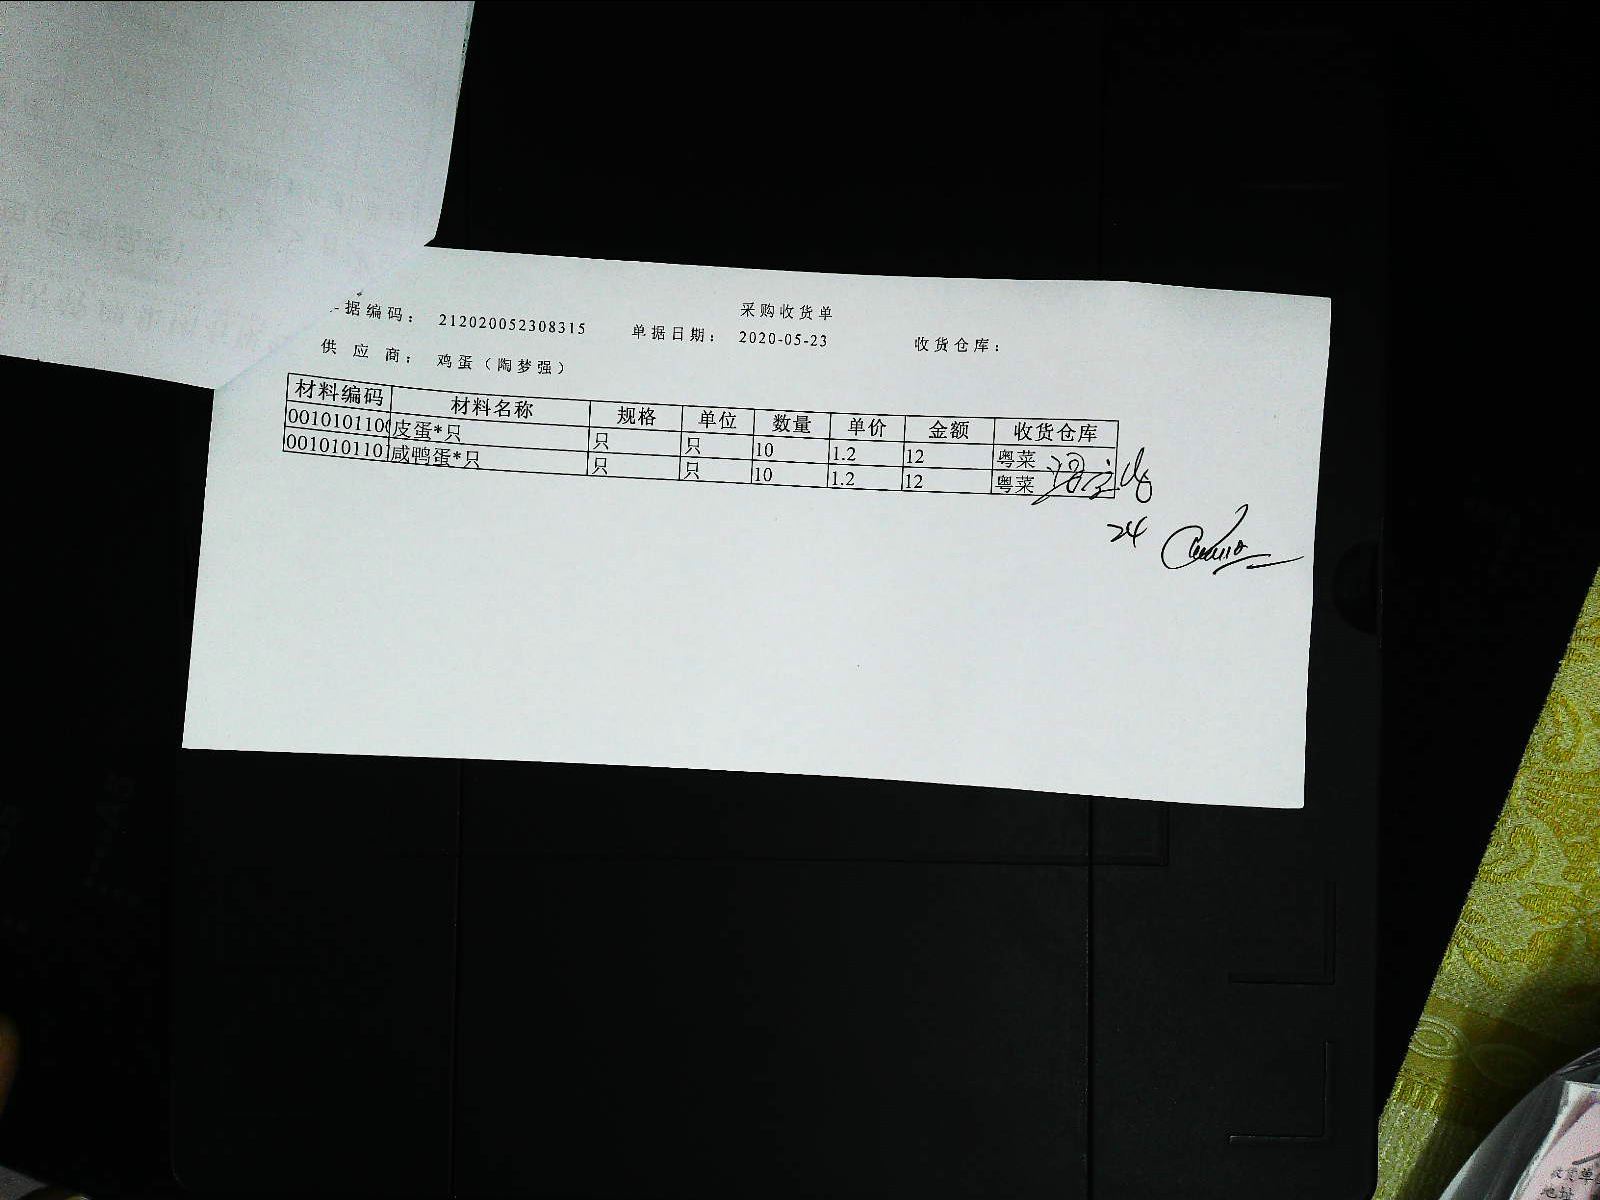 采购收货单
据编码： 212020052308315 单据日期： 2020-05-23 收货仓库：
供应商： 鸡蛋（陶梦强）
材料编码 材料名称 规格 单位 数量 单价 金额 收货仓库
001010110 皮蛋*只 只 只 10 1.2 12 粤菜
001010110 咸鸭蛋*只 只 只 10 1.2 12 粤菜
24